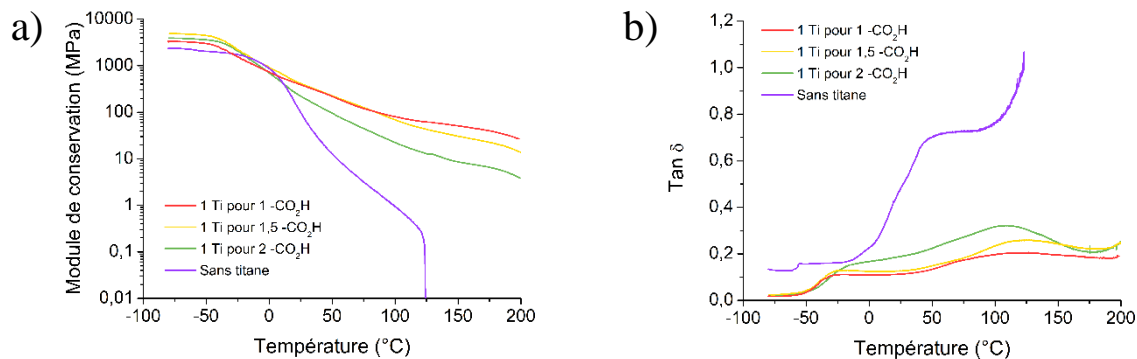 a)
Module de conservation (MPa)
10000
1000
100
10
1
0,1
0,01
1 Ti pour 1 -CO₂H
1 Ti pour 1,5 -CO₂H
1 Ti pour 2 -CO₂H
Sans titane
-100 -50 0 50 100 150 200
Température (°C)
b)
Tan δ
1,2
1,0
0,8
0,6
0,4
0,2
0,0
1 Ti pour 1 -CO₂H
1 Ti pour 1,5 -CO₂H
1 Ti pour 2 -CO₂H
Sans titane
-100 -50 0 50 100 150 200
Température (°C)